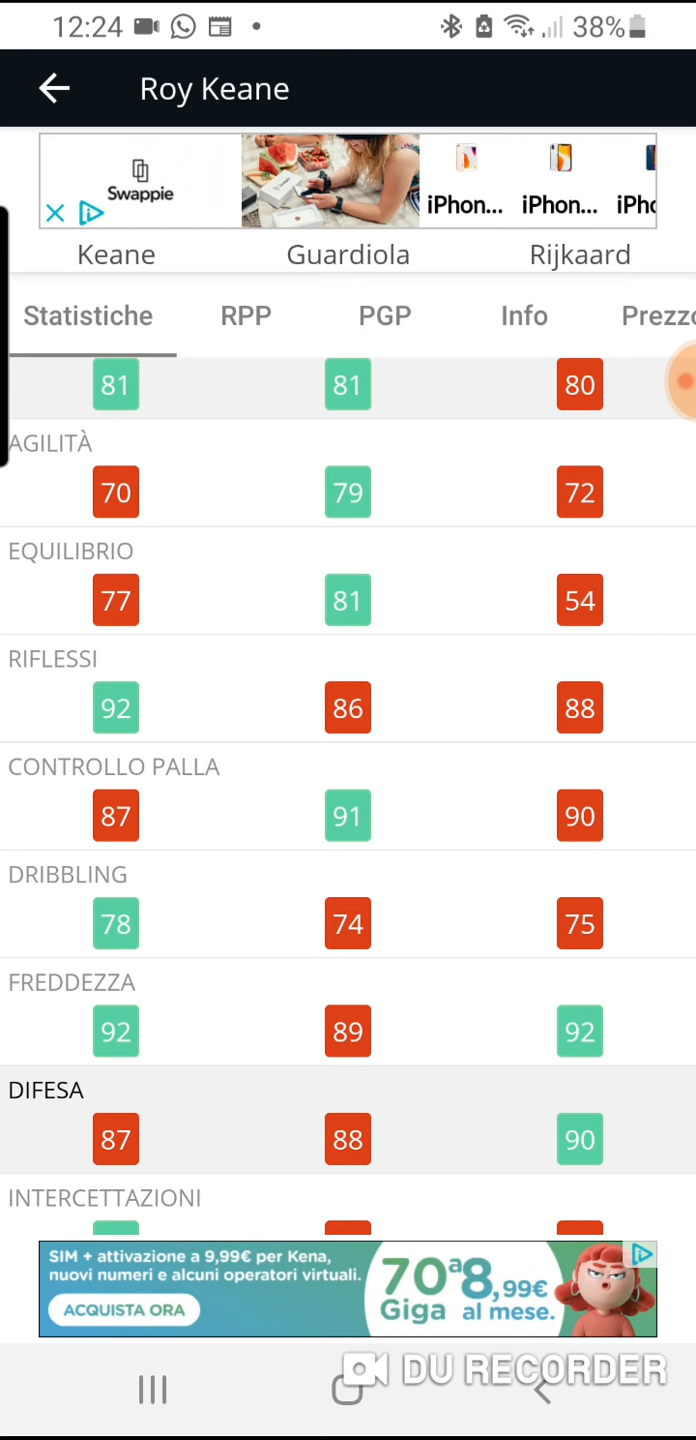 12:24 38%
Roy Keane
Swappie
iPhon... iPhon... iPh
Keane Guardiola Rijkaard
Statistiche RPP PGP Info Prezzo
81 81 80
AGILITÀ
70 79 72
EQUILIBRIO
77 81 54
RIFLESSI
92 86 88
CONTROLLO PALLA
87 91 90
DRIBBLING
78 74 75
FREDDEZZA
92 89 92
DIFESA
87 88 90
INTERCETTAZIONI
SIM + attivazione a 9,99€ per Kena,
nuovi numeri e alcuni operatori virtuali.
ACQUISTA ORA
70 a 8,99€
Giga al mese.
DU RECORDER